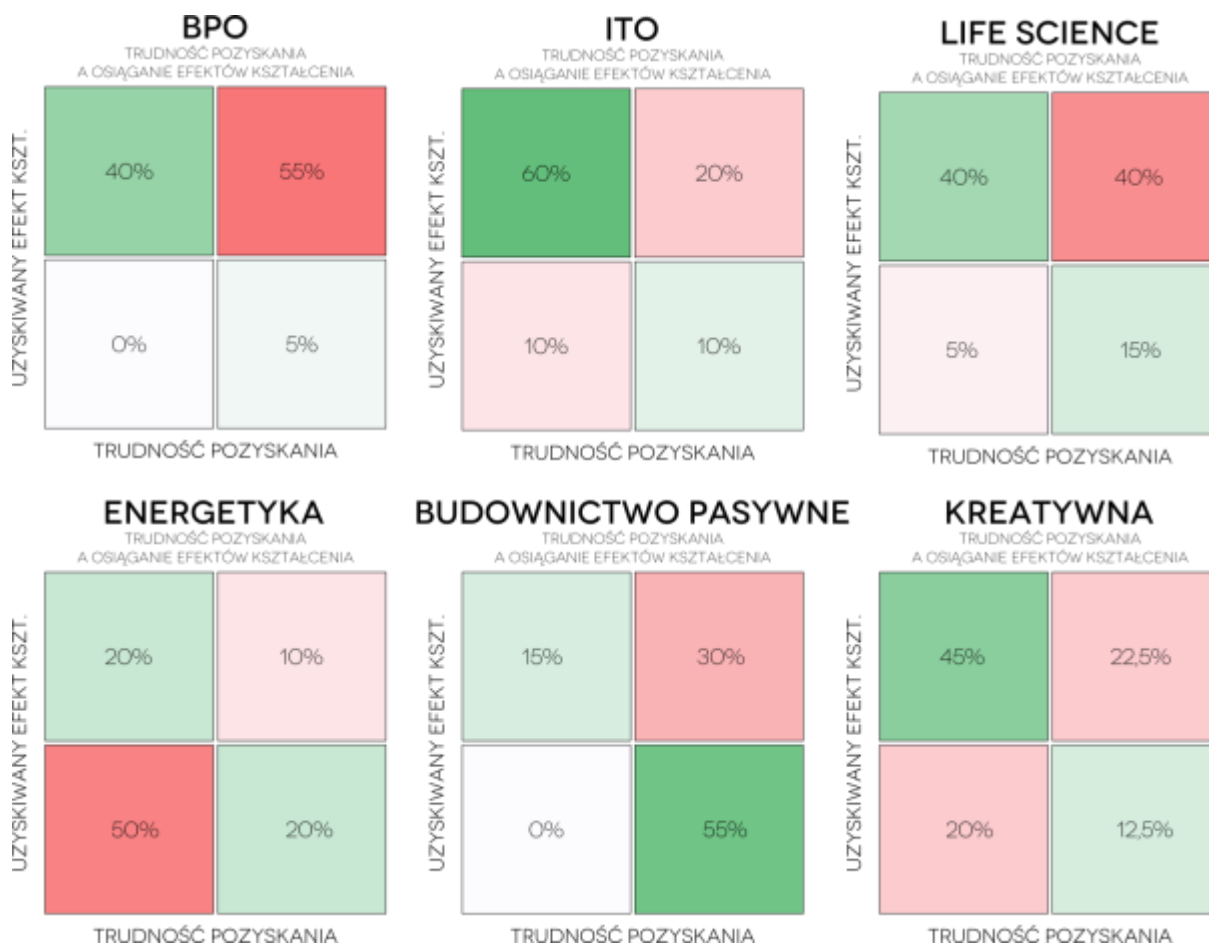 BPO
TRUDNOŚĆ POZYSKANIA
A OSIĄGANIE EFEKTÓW KSZTAŁCENIA
UZYSKIWANY EFEKT KSZT.
40%
55%
0%
5%
TRUDNOŚĆ POZYSKANIA
ITO
TRUDNOŚĆ POZYSKANIA
A OSIĄGANIE EFEKTÓW KSZTAŁCENIA
UZYSKIWANY EFEKT KSZT.
60%
20%
10%
10%
TRUDNOŚĆ POZYSKANIA
LIFE SCIENCE
TRUDNOŚĆ POZYSKANIA
A OSIĄGANIE EFEKTÓW KSZTAŁCENIA
UZYSKIWANY EFEKT KSZT.
40%
40%
5%
15%
TRUDNOŚĆ POZYSKANIA
ENERGETYKA
TRUDNOŚĆ POZYSKANIA
A OSIĄGANIE EFEKTÓW KSZTAŁCENIA
UZYSKIWANY EFEKT KSZT.
20%
10%
50%
20%
TRUDNOŚĆ POZYSKANIA
BUDOWNICTWO PASYWNE
TRUDNOŚĆ POZYSKANIA
A OSIĄGANIE EFEKTÓW KSZTAŁCENIA
UZYSKIWANY EFEKT KSZT.
15%
30%
0%
55%
TRUDNOŚĆ POZYSKANIA
KREATYWNA
TRUDNOŚĆ POZYSKANIA
A OSIĄGANIE EFEKTÓW KSZTAŁCENIA
UZYSKIWANY EFEKT KSZT.
45%
22,5%
20%
12,5%
TRUDNOŚĆ POZYSKANIA